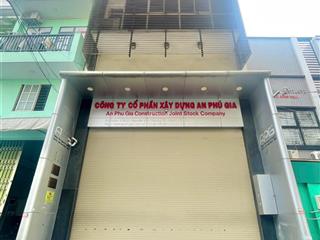 CÔNG TY CỔ PHẦN XÂY DỰNG AN PHÚ GIA
An Phu Gia Construction Joint Stock Company